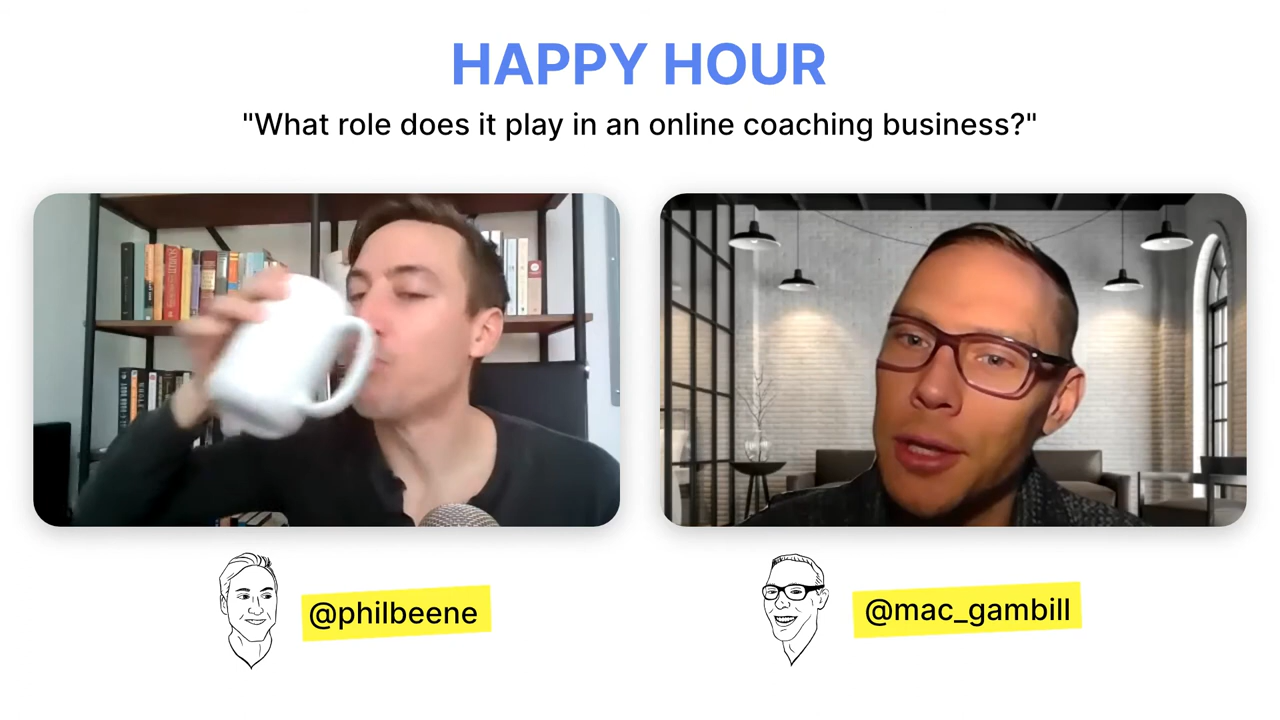 HAPPY HOUR
"What role does it play in an online coaching business?"
@philbeene
@mac_gambill